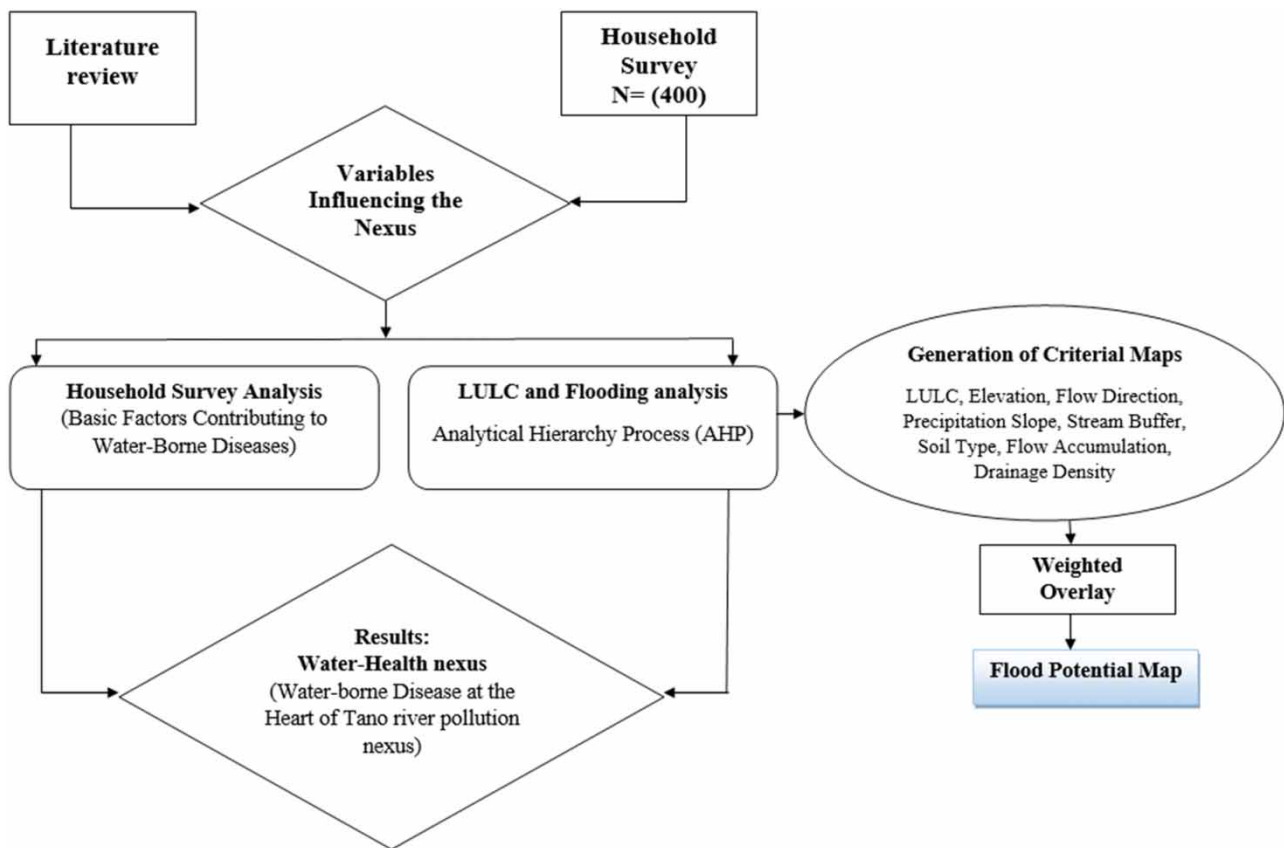 Literature
review
Household
Survey
N= (400)
Variables
Influencing the
Nexus
Household Survey Analysis
(Basic Factors Contributing to
Water-Borne Diseases)
LULC and Flooding analysis
Analytical Hierarchy Process (AHP)
Generation of Criterial Maps
LULC, Elevation, Flow Direction,
Precipitation Slope, Stream Buffer,
Soil Type, Flow Accumulation,
Drainage Density
Weighted
Overlay
Flood Potential Map
Results:
Water-Health nexus
(Water-borne Disease at the
Heart of Tano river pollution
nexus)